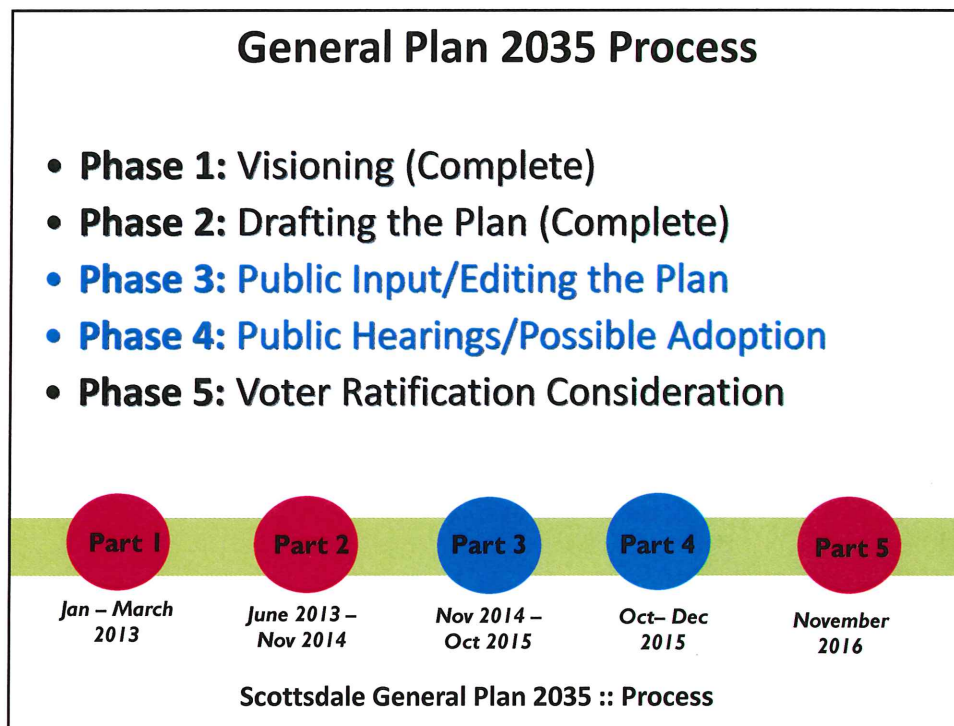 General Plan 2035 Process
• Phase 1: Visioning (Complete)
• Phase 2: Drafting the Plan (Complete)
• Phase 3: Public Input/Editing the Plan
• Phase 4: Public Hearings/Possible Adoption
• Phase 5: Voter Ratification Consideration
Part 1 Part 2 Part 3 Part 4 Part 5
Jan – March
2013
June 2013 –
Nov 2014
Nov 2014 –
Oct 2015
Oct– Dec
2015
November
2016
Scottsdale General Plan 2035 :: Process